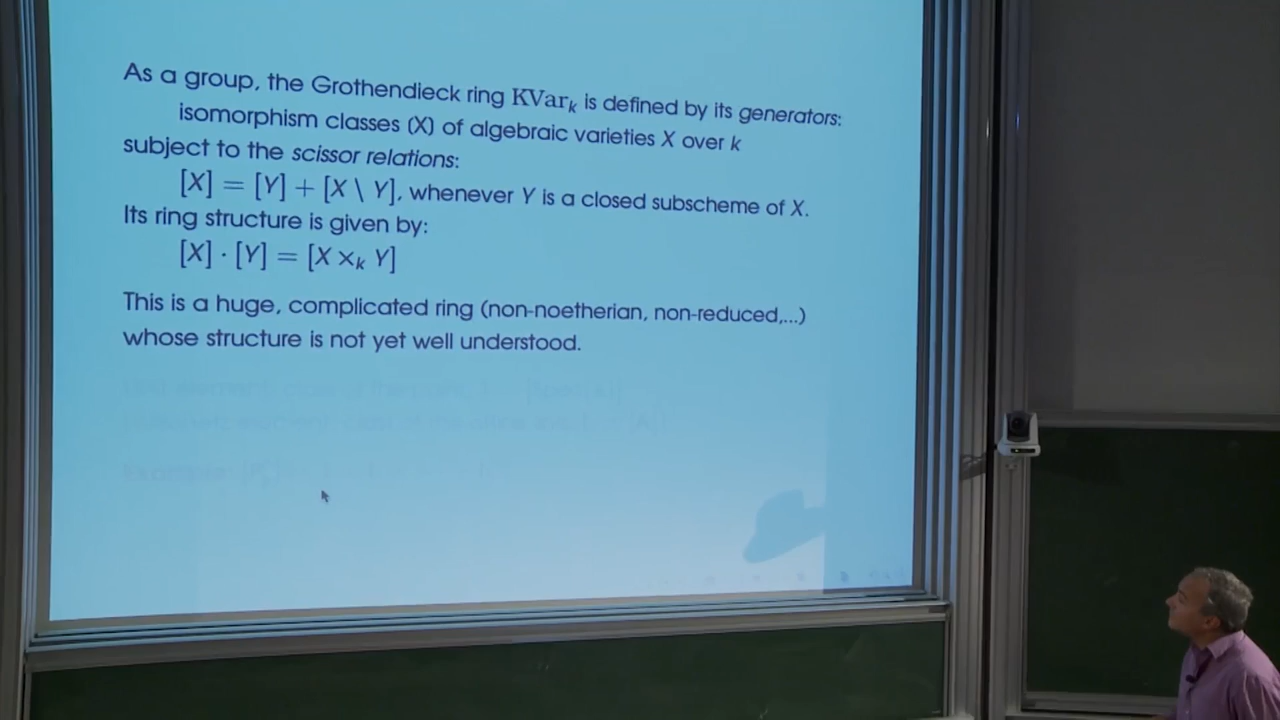 As a group, the Grothendieck ring KVarₖ is defined by its generators:
isomorphism classes (X) of algebraic varieties X over k
subject to the scissor relations:
[X] = [Y] + [X \ Y], whenever Y is a closed subscheme of X.
Its ring structure is given by:
[X] · [Y] = [X ×ₖ Y]
This is a huge, complicated ring (non-noetherian, non-reduced,...)
whose structure is not yet well understood.